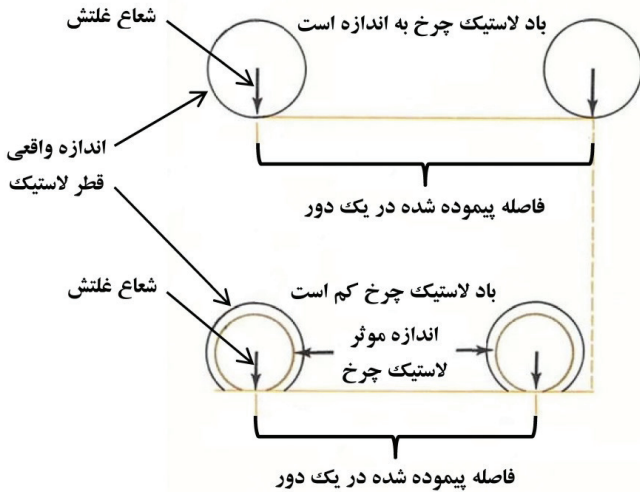 شعاع غلتش
باد لاستیک چرخ به اندازه است
اندازه واقعی
قطر لاستیک
فاصله پیموده شده در یک دور
شعاع غلتش
باد لاستیک چرخ کم است
اندازه موثر
لاستیک چرخ
فاصله پیموده شده در یک دور